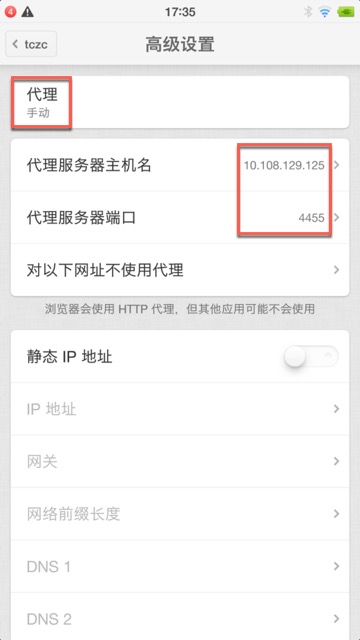 4
17:35
tczc
高级设置
代理
手动
代理服务器主机名 10.108.129.125
代理服务器端口 4455
对以下网址不使用代理
浏览器会使用 HTTP 代理，但其他应用可能不会使用
静态 IP 地址
IP 地址
网关
网络前缀长度
DNS 1
DNS 2